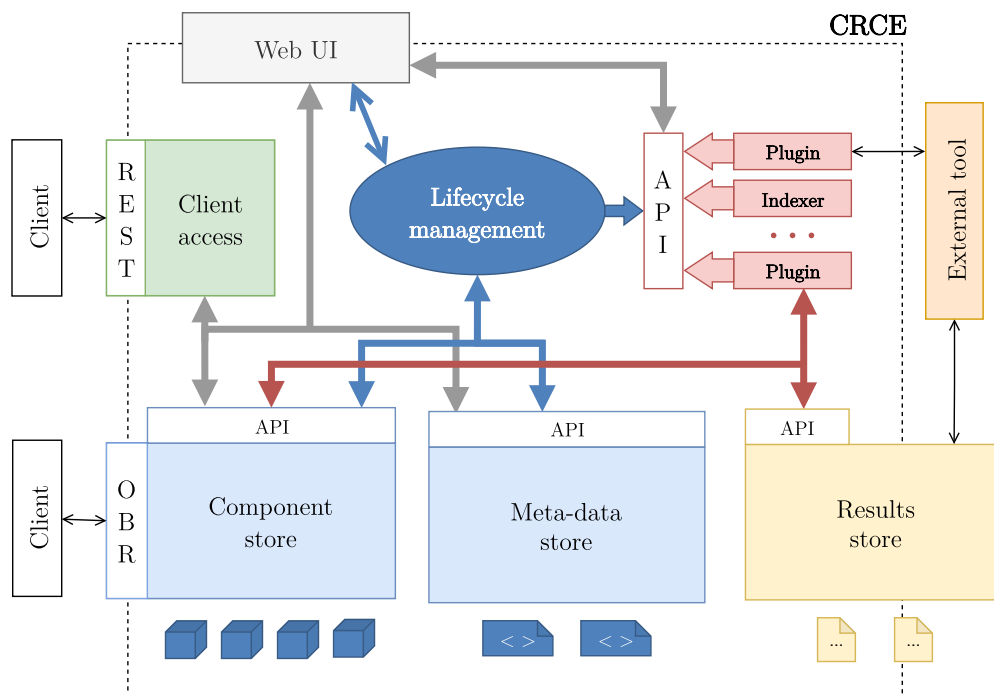 CRCE
Web UI
Client
R
E
S
T
Client
access
Lifecycle
management
A
P
I
Plugin
Indexer
. . .
Plugin
External tool
Client
O
B
R
API
Component
store
API
Meta-data
store
API
Results
store
< >
< >
...
...